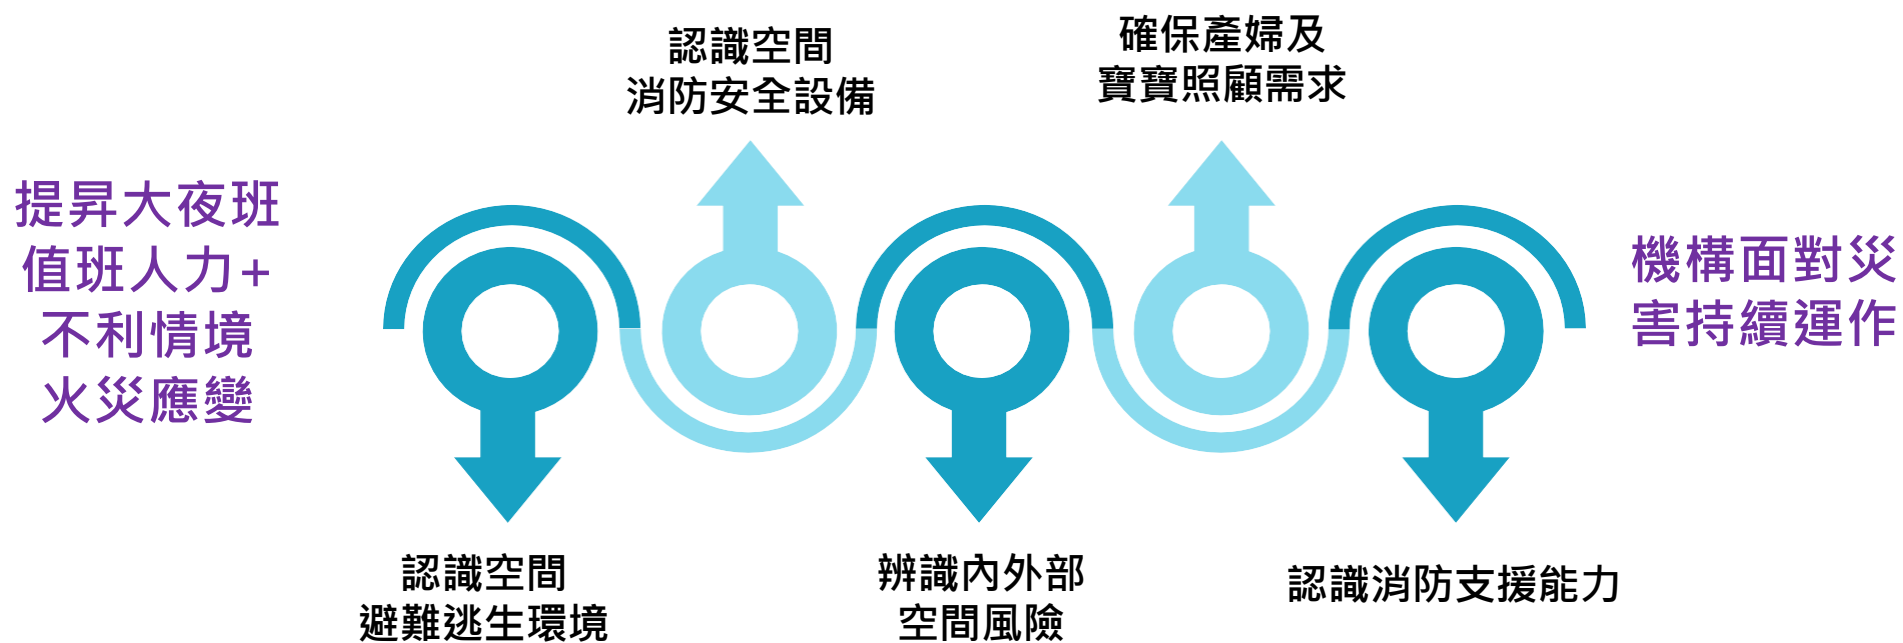 提昇大夜班
值班人力+
不利情境
火災應變
認識空間
避難逃生環境
認識空間
消防安全設備
辨識內外部
空間風險
確保產婦及
寶寶照顧需求
認識消防支援能力
機構面對災
害持續運作